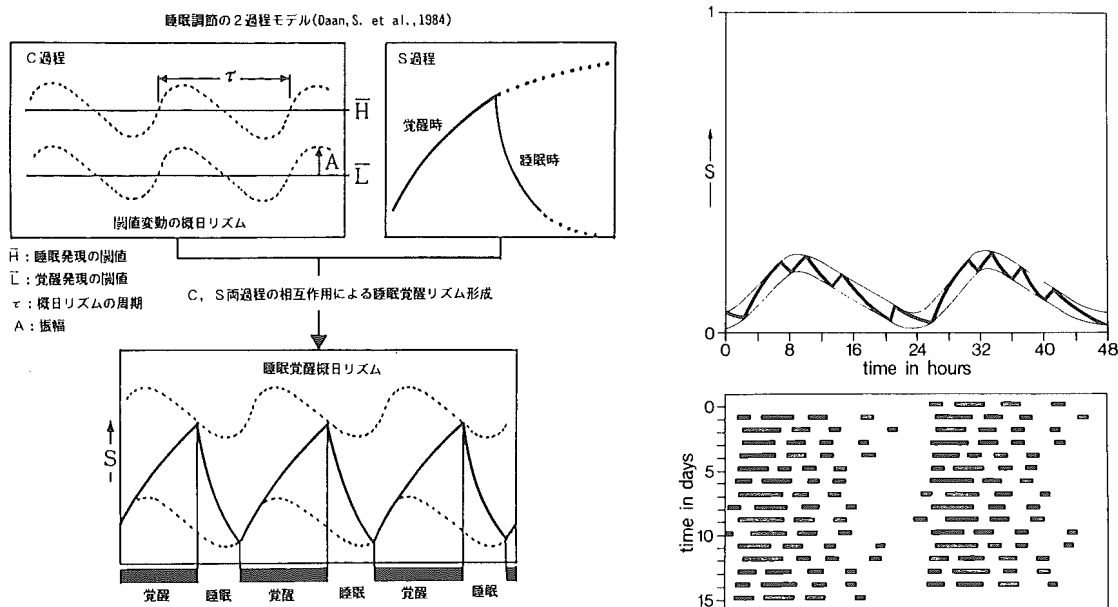 睡眠調節の2過程モデル(Daan,S. et al.,1984)
C過程
τ
H̅
A
L̅
閾値変動の概日リズム
S過程
覚醒時
睡眠時
H̅：睡眠発現の閾値
L̅：覚醒発現の閾値
τ：概日リズムの周期
A：振幅
C，S両過程の相互作用による睡眠覚醒リズム形成
睡眠覚醒概日リズム
S
覚醒 睡眠 覚醒 睡眠 覚醒 睡眠
1
S
0
0 8 16 24 32 40 48
time in hours
0
5
10
15
time in days